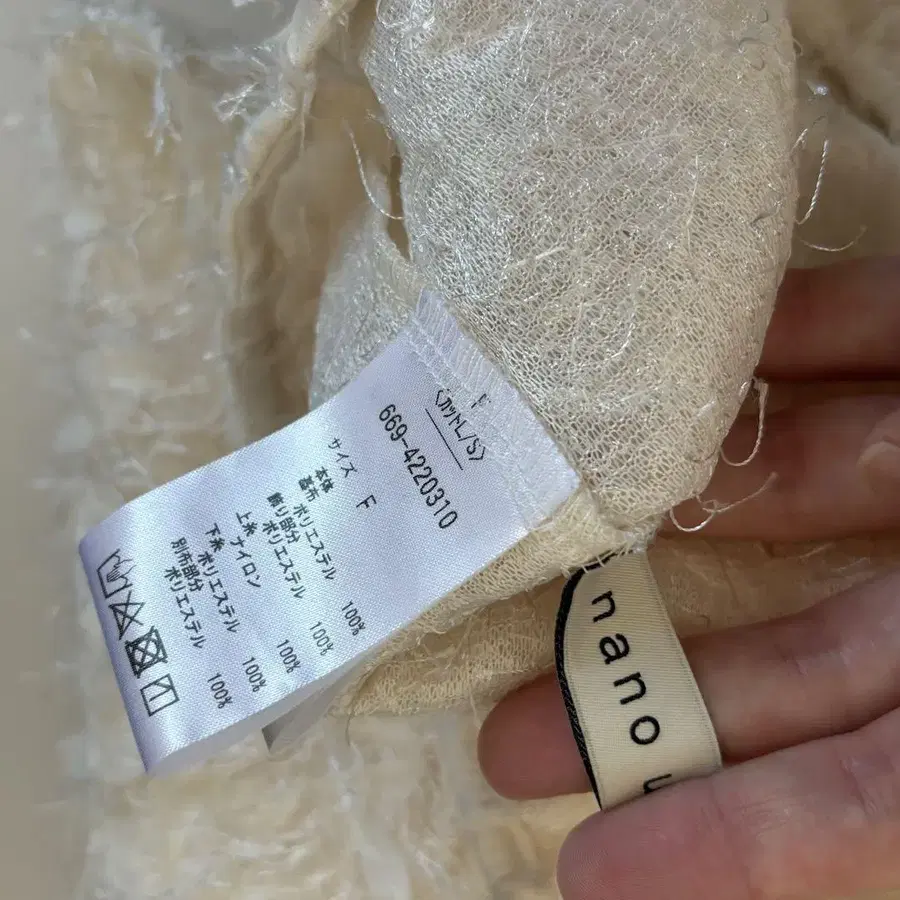 F
〈カットL/S〉
669-4220310
サイズ F
本体
基布 ポリエステル 100%
飾り部分
ポリエステル 100%
上糸 ナイロン 100%
下糸 ポリエステル 100%
別布部分
ポリエステル 100%
nano u